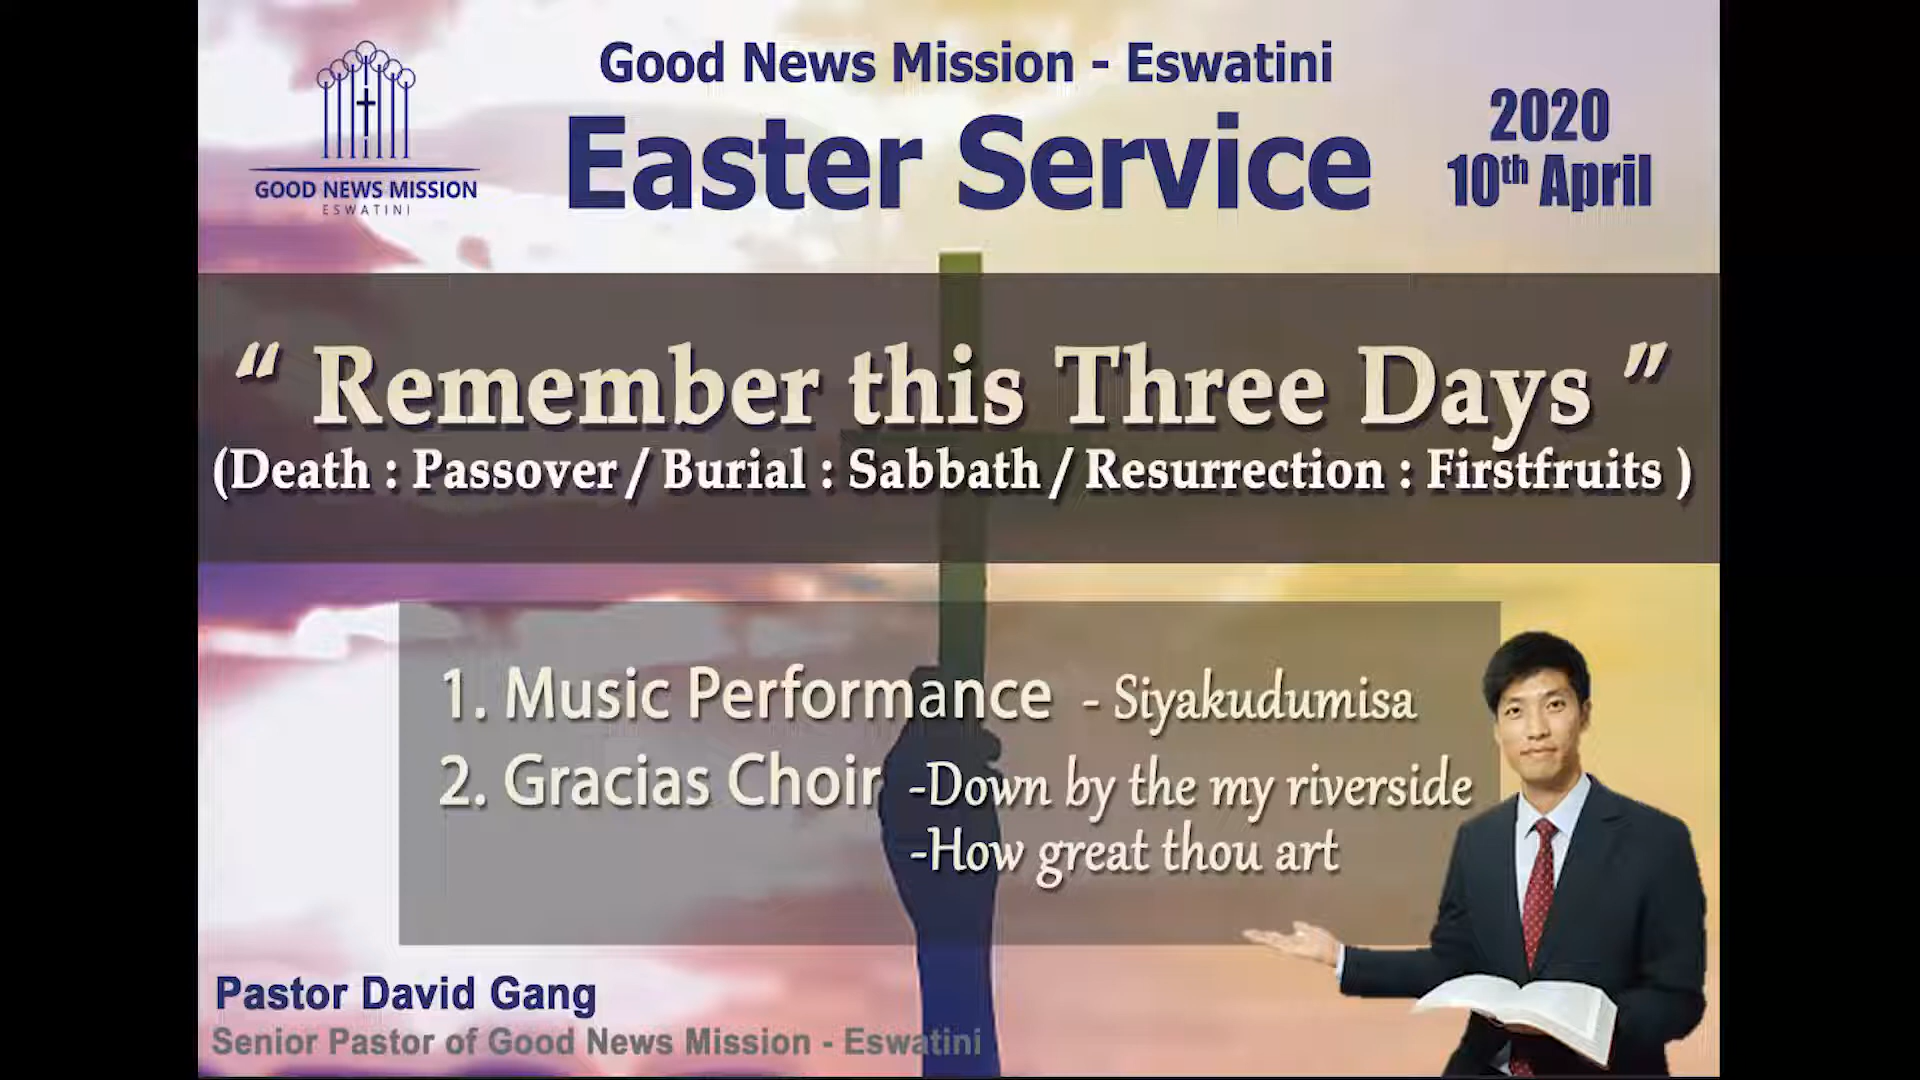 GOOD NEWS MISSION
ESWATINI
Good News Mission - Eswatini
Easter Service
2020
10th April
“ Remember this Three Days ”
(Death : Passover / Burial : Sabbath / Resurrection : Firstfruits )
1. Music Performance - Siyakudumisa
2. Gracias Choir -Down by the my riverside
-How great thou art
Pastor David Gang
Senior Pastor of Good News Mission - Eswatini